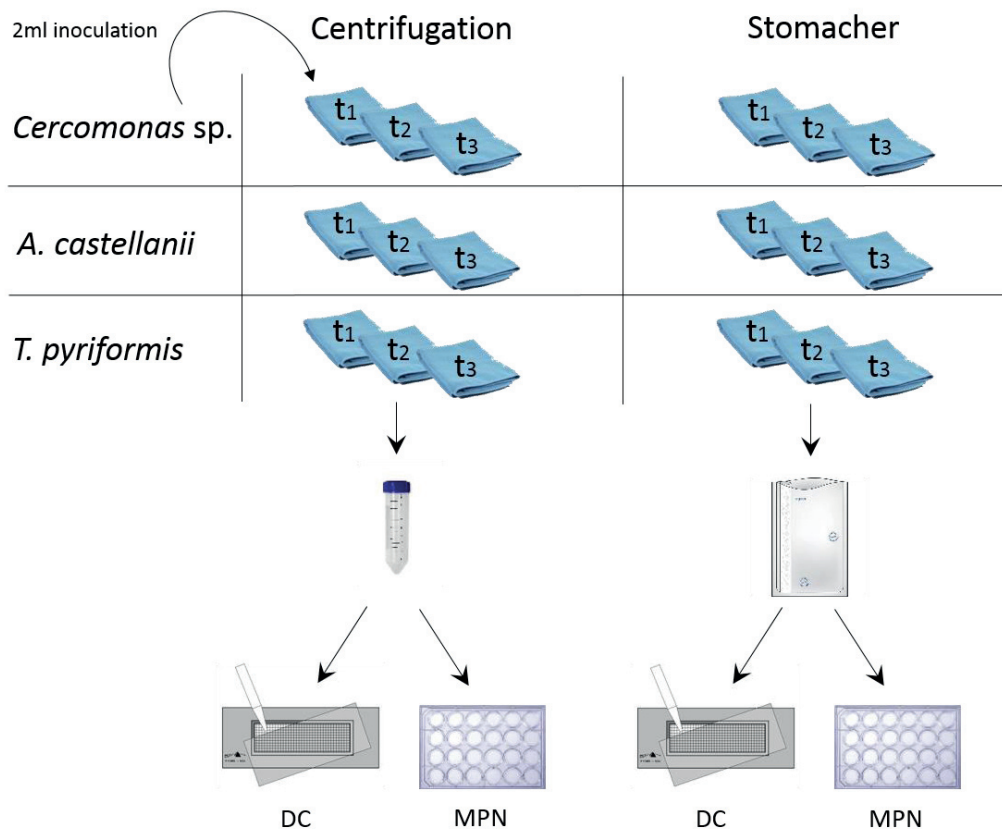 2ml inoculation
Centrifugation
Stomacher
Cercomonas sp.
t1 t2 t3
t1 t2 t3
A. castellanii
t1 t2 t3
t1 t2 t3
T. pyriformis
t1 t2 t3
t1 t2 t3
DC
MPN
DC
MPN